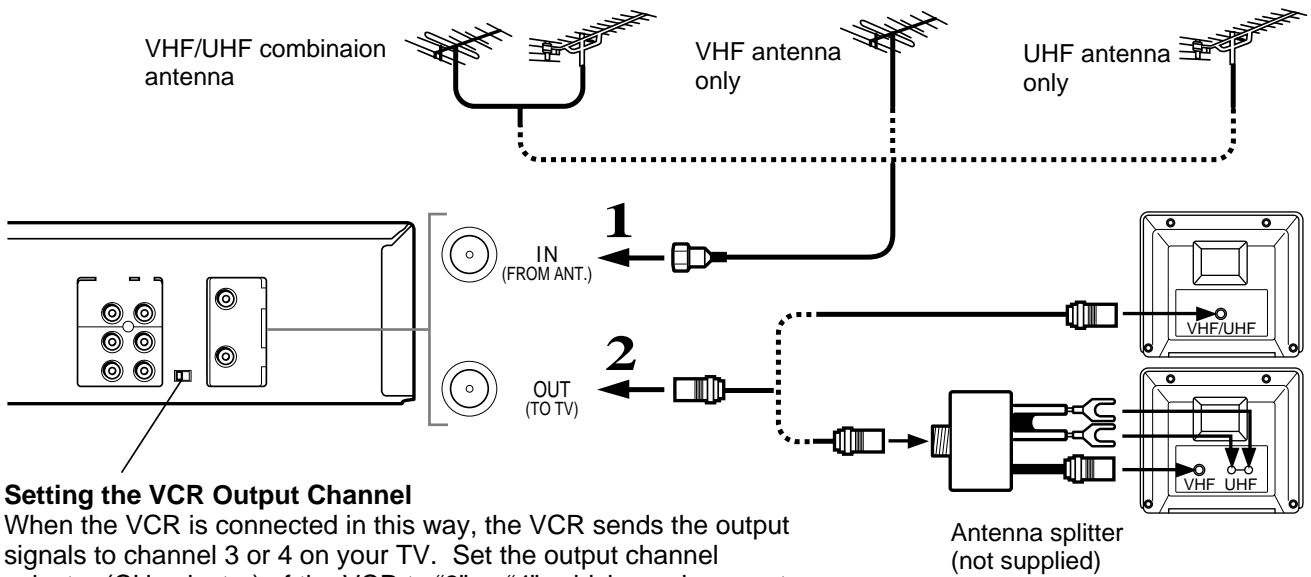 VHF/UHF combinaion
antenna
VHF antenna
only
UHF antenna
only
1
IN
(FROM ANT.)
2
OUT
(TO TV)
VHF/UHF
VHF UHF
Setting the VCR Output Channel
When the VCR is connected in this way, the VCR sends the output
signals to channel 3 or 4 on your TV. Set the output channel
Antenna splitter
(not supplied)